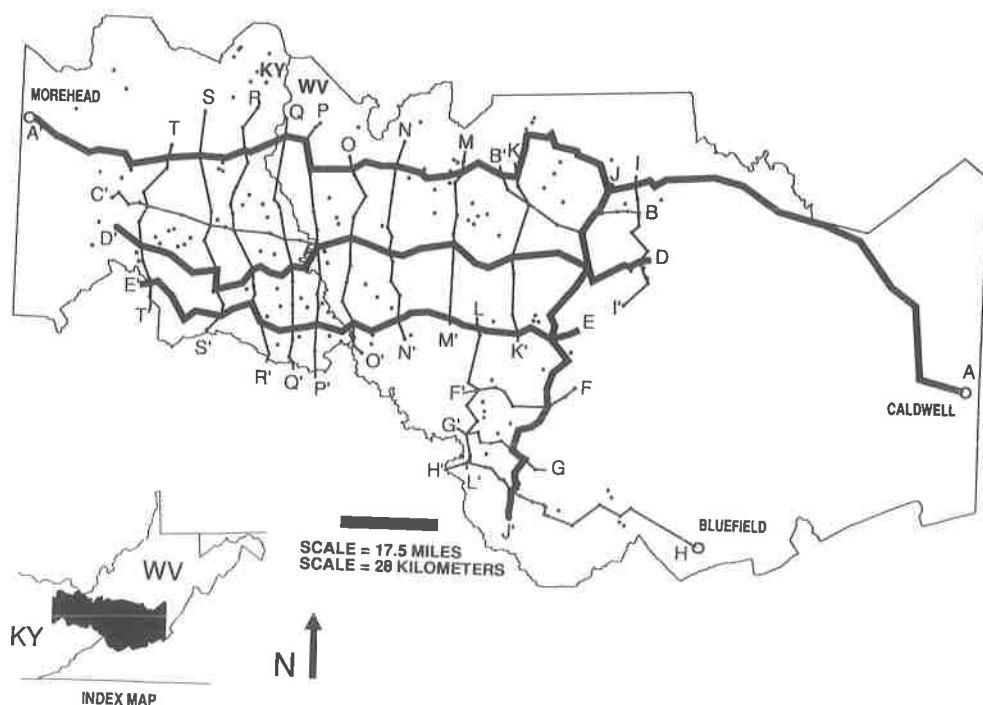 KY
WV
MOREHEAD
A'
S
R
Q
P
T
O
N
M
B'
K
J
I
C'
B
D'
D
E'
T'
I'
S'
R'
Q'
P'
O'
N'
M'
L
K'
E
F'
F
G'
G
H'
L'
J'
A
CALDWELL
BLUEFIELD
H
SCALE = 17.5 MILES
SCALE = 28 KILOMETERS
WV
KY
N
INDEX MAP